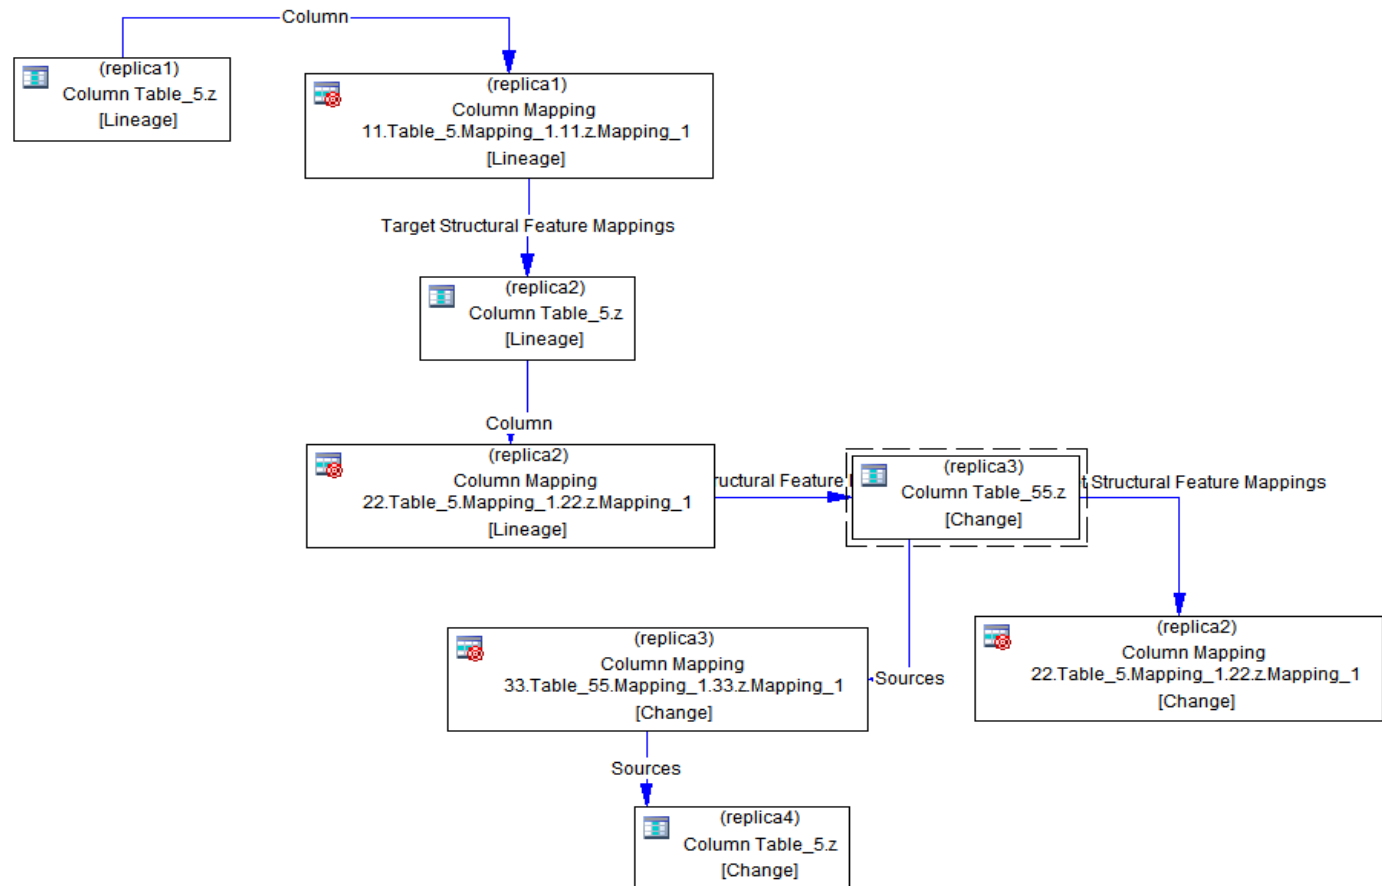 Column
(replica1)
Column Table_5.z
[Lineage]
(replica1)
Column Mapping
11.Table_5.Mapping_1.11.z.Mapping_1
[Lineage]
Target Structural Feature Mappings
(replica2)
Column Table_5.z
[Lineage]
Column
(replica2)
Column Mapping
22.Table_5.Mapping_1.22.z.Mapping_1
[Lineage]
Feature
(replica3)
Column Table_55.z
[Change]
Structural Feature Mappings
(replica3)
Column Mapping
33.Table_55.Mapping_1.33.z.Mapping_1
[Change]
Sources
(replica2)
Column Mapping
22.Table_5.Mapping_1.22.z.Mapping_1
[Change]
Sources
(replica4)
Column Table_5.z
[Change]